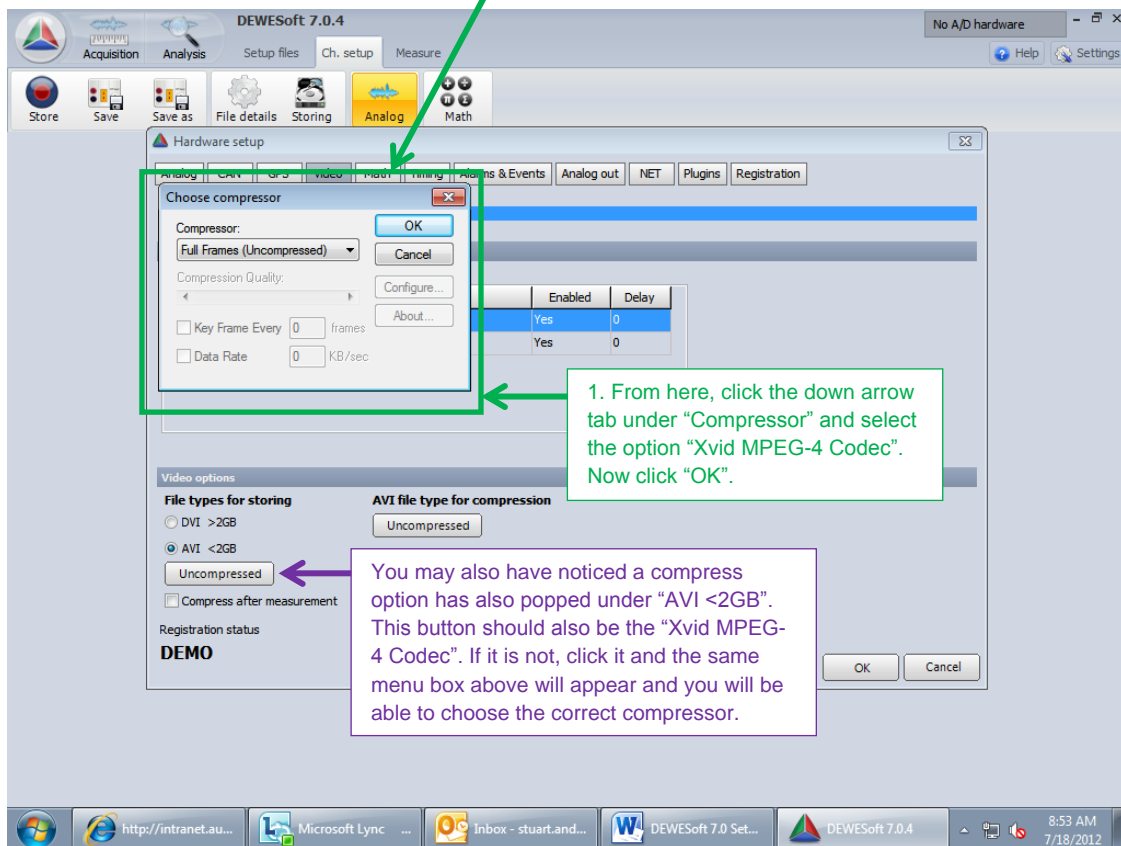 DEWESoft 7.0.4
No A/D hardware
Acquisition Analysis Setup files Ch. setup Measure
Help Settings
Store Save Save as File details Storing Analog Math
Hardware setup
Analog CAN GPS Video Math Timing Alarms & Events Analog out NET Plugins Registration
Choose compressor
Compressor:
OK
Full Frames (Uncompressed)
Cancel
Compression Quality:
Configure...
About...
Key Frame Every 0 frames
Data Rate 0 KB/sec
Enabled Delay
Yes 0
Yes 0
1. From here, click the down arrow
tab under “Compressor” and select
the option “Xvid MPEG-4 Codec”.
Now click “OK”.
Video options
File types for storing
AVI file type for compression
DVI >2GB
Uncompressed
AVI <2GB
Uncompressed
Compress after measurement
You may also have noticed a compress
option has also popped under “AVI <2GB”.
This button should also be the “Xvid MPEG-
4 Codec”. If it is not, click it and the same
menu box above will appear and you will be
able to choose the correct compressor.
Registration status
DEMO
OK Cancel
http://intranet.au... Microsoft Lync ... Inbox - stuart.and... DEWESoft 7.0 Set... DEWESoft 7.0.4
8:53 AM
7/18/2012